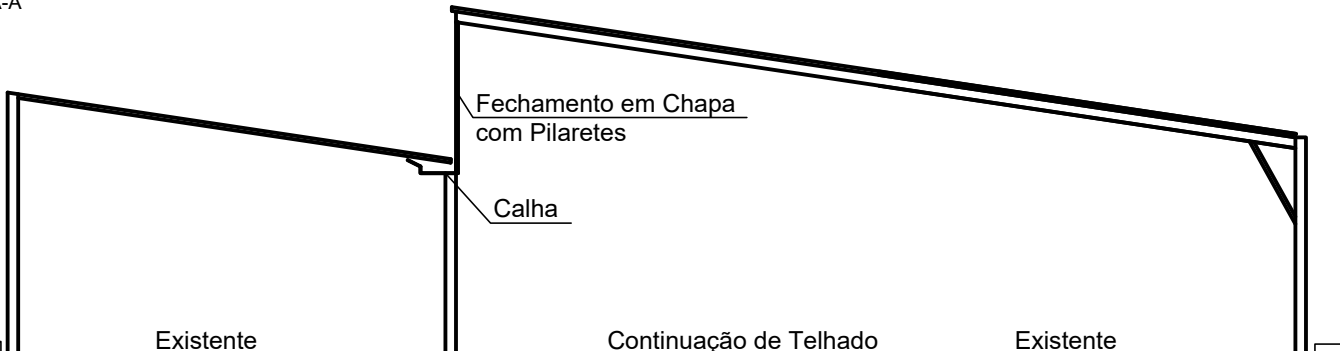 A-A
Fechamento em Chapa
com Pilaretes
Calha
Existente
Continuação de Telhado
Existente